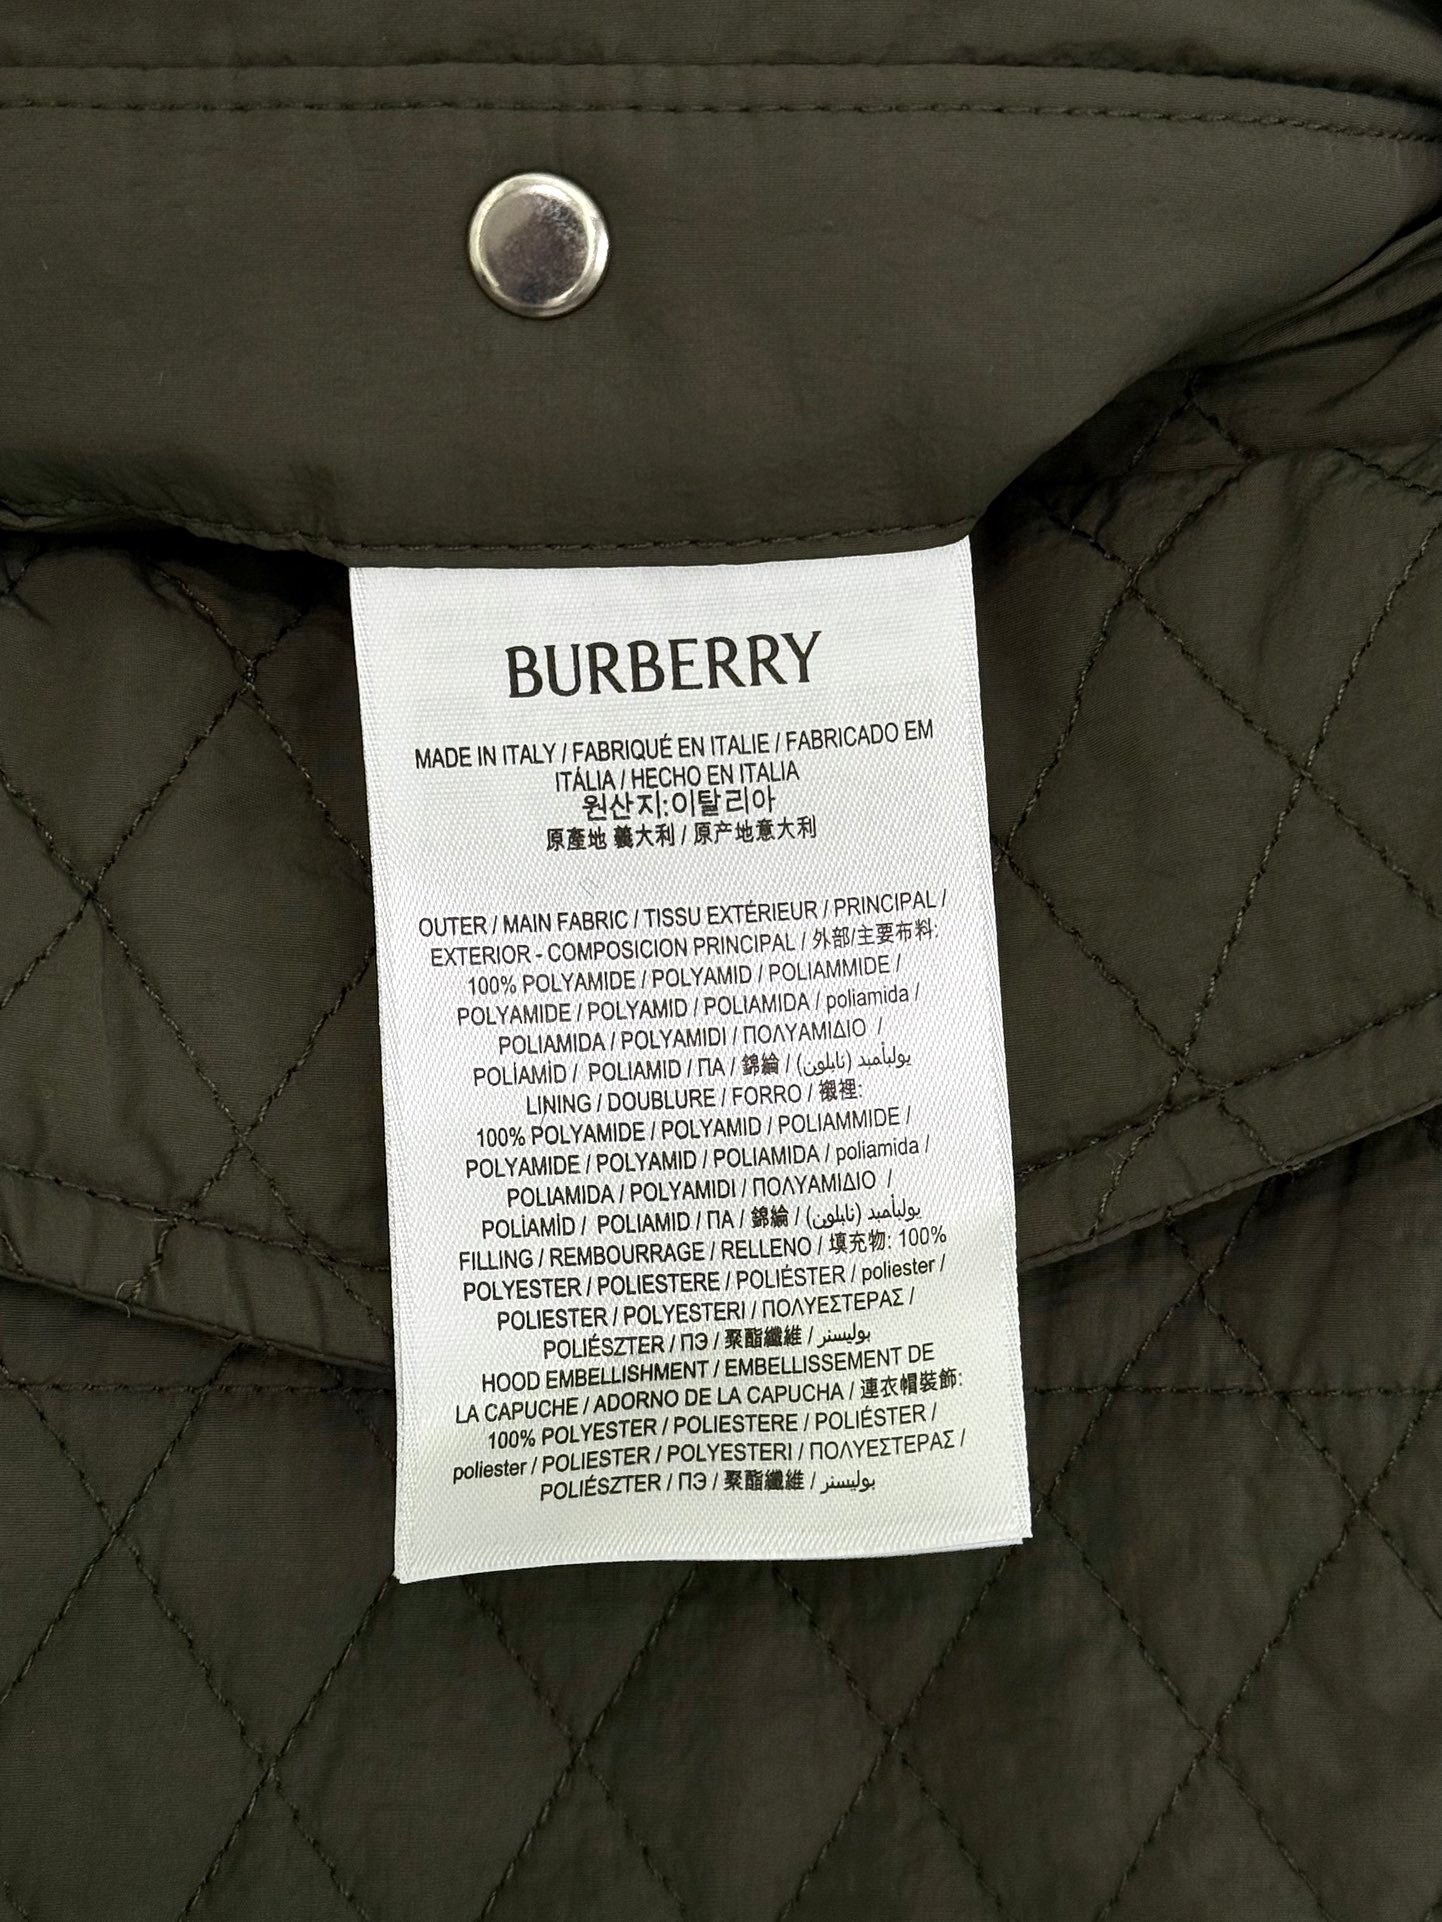 BURBERRY
MADE IN ITALY / FABRIQUÉ EN ITALIE / FABRICADO EM
ITÁLIA / HECHO EN ITALIA
원산지:이탈리아
原產地 義大利 / 原产地意大利
OUTER / MAIN FABRIC / TISSU EXTÉRIEUR / PRINCIPAL /
EXTERIOR - COMPOSICION PRINCIPAL / 外部/主要布料:
100% POLYAMIDE / POLYAMID / POLIAMMIDE /
POLYAMIDE / POLYAMID / POLIAMIDA / poliamida /
POLIAMIDA / POLYAMIDI / ΠΟΛΥΑΜΙΔΙΟ /
POLİAMİD / POLIAMID / ПА / 錦綸 / يوليأميد (نايلون)
LINING / DOUBLURE / FORRO / 襯裡:
100% POLYAMIDE / POLYAMID / POLIAMMIDE /
POLYAMIDE / POLYAMID / POLIAMIDA / poliamida /
POLIAMIDA / POLYAMIDI / ΠΟΛΥΑΜΙΔΙΟ /
POLİAMİD / POLIAMID / ПА / 錦綸 / يوليأميد (نايلون)
FILLING / REMBOURRAGE / RELLENO / 填充物: 100%
POLYESTER / POLIESTERE / POLIÉSTER / poliester /
POLIESTER / POLYESTERI / ΠΟΛΥΕΣΤΕΡΑΣ /
POLIÉSZTER / ПЭ / 聚酯纖維 / بوليستر
HOOD EMBELLISHMENT / EMBELLISSEMENT DE
LA CAPUCHE / ADORNO DE LA CAPUCHA / 連衣帽裝飾:
100% POLYESTER / POLIESTERE / POLIÉSTER /
poliester / POLIESTER / POLYESTERI / ΠΟΛΥΕΣΤΕΡΑΣ /
POLIÉSZTER / ПЭ / 聚酯纖維 / بوليستر